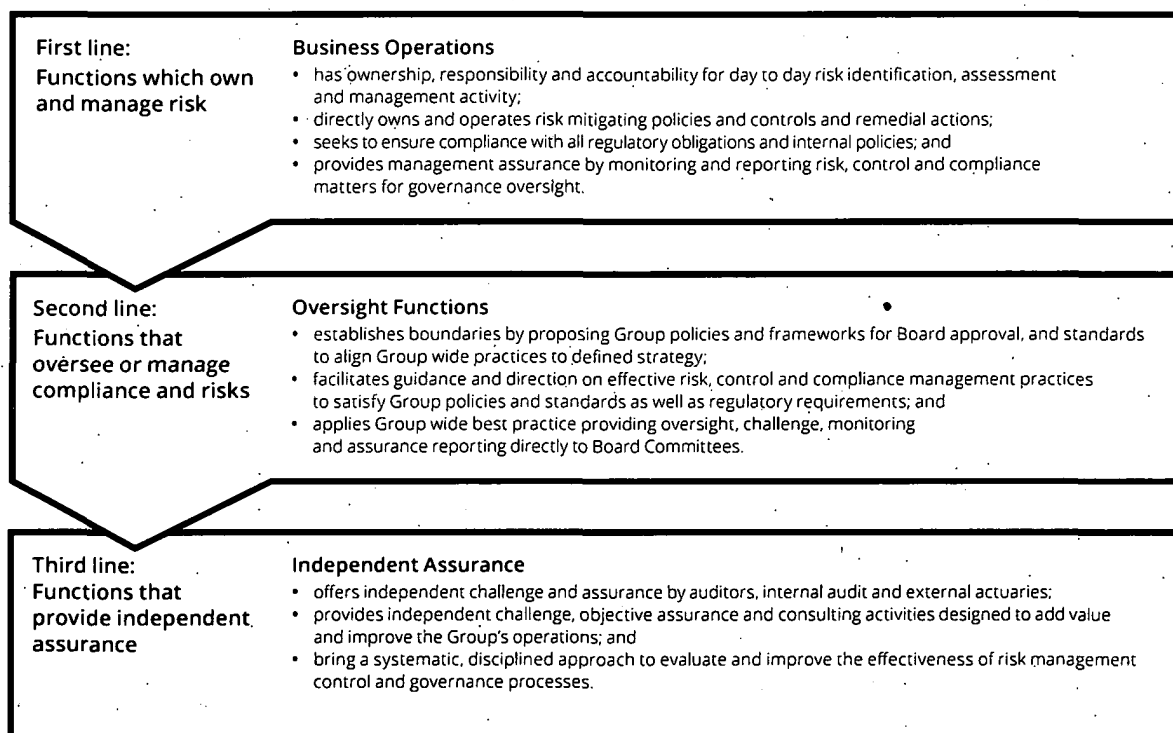 First line:
Functions which own
and manage risk
Business Operations
• has ownership, responsibility and accountability for day to day risk identification, assessment
and management activity;
• directly owns and operates risk mitigating policies and controls and remedial actions;
• seeks to ensure compliance with all regulatory obligations and internal policies; and
• provides management assurance by monitoring and reporting risk, control and compliance
matters for governance oversight.
Second line:
Functions that
oversee or manage
compliance and risks
Oversight Functions
• establishes boundaries by proposing Group policies and frameworks for Board approval, and standards
to align Group wide practices to defined strategy;
• facilitates guidance and direction on effective risk, control and compliance management practices
to satisfy Group policies and standards as well as regulatory requirements; and
• applies Group wide best practice providing oversight, challenge, monitoring
and assurance reporting directly to Board Committees.
Third line:
Functions that
provide independent
assurance
Independent Assurance
• offers independent challenge and assurance by auditors, internal audit and external actuaries;
• provides independent challenge, objective assurance and consulting activities designed to add value
and improve the Group's operations; and
• bring a systematic, disciplined approach to evaluate and improve the effectiveness of risk management
control and governance processes.